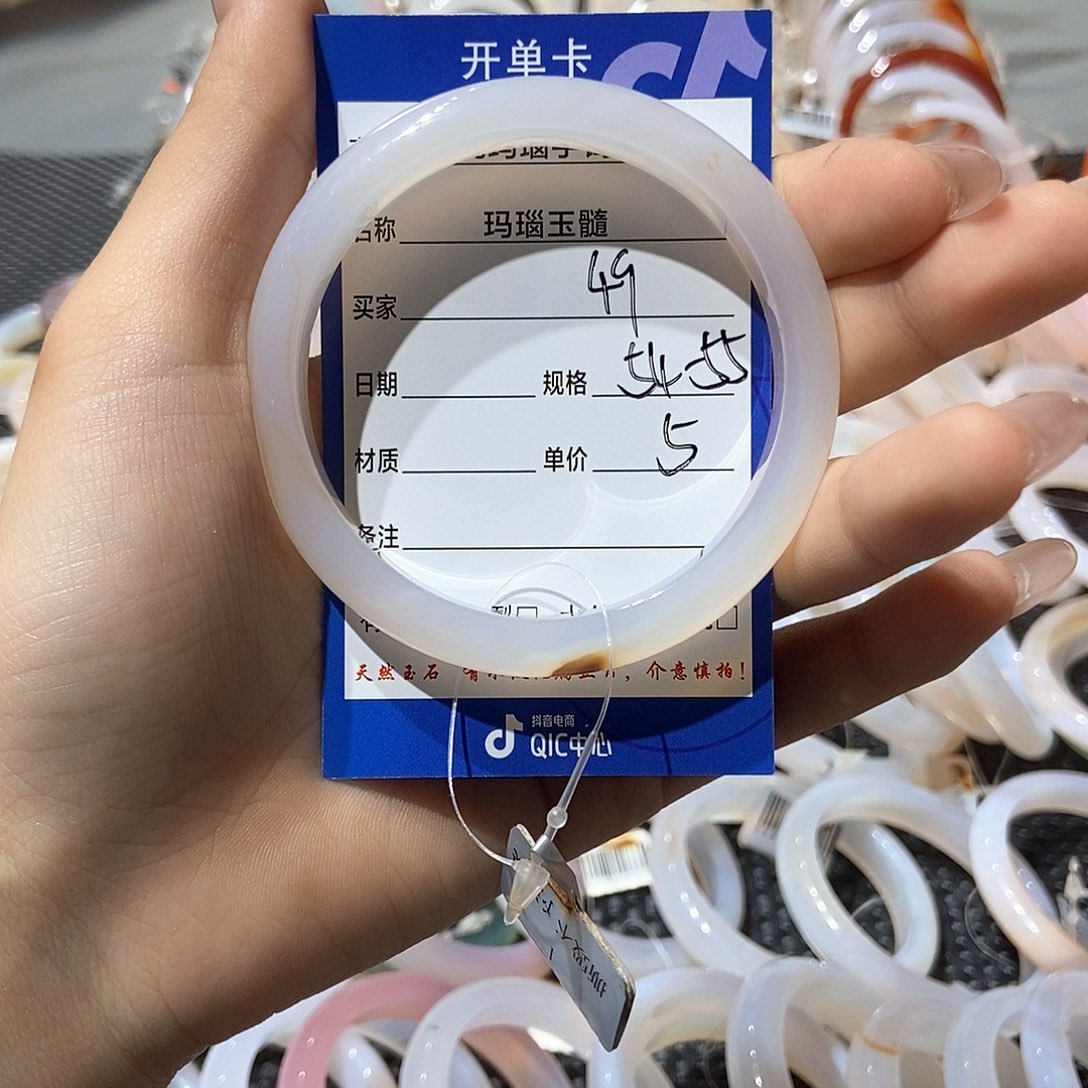 开单卡
名称 玛瑙玉髓
买家 49
日期 规格 54-55
材质 单价 5
备注
天然玉石 介意慎拍！
抖音电商
QIC中心